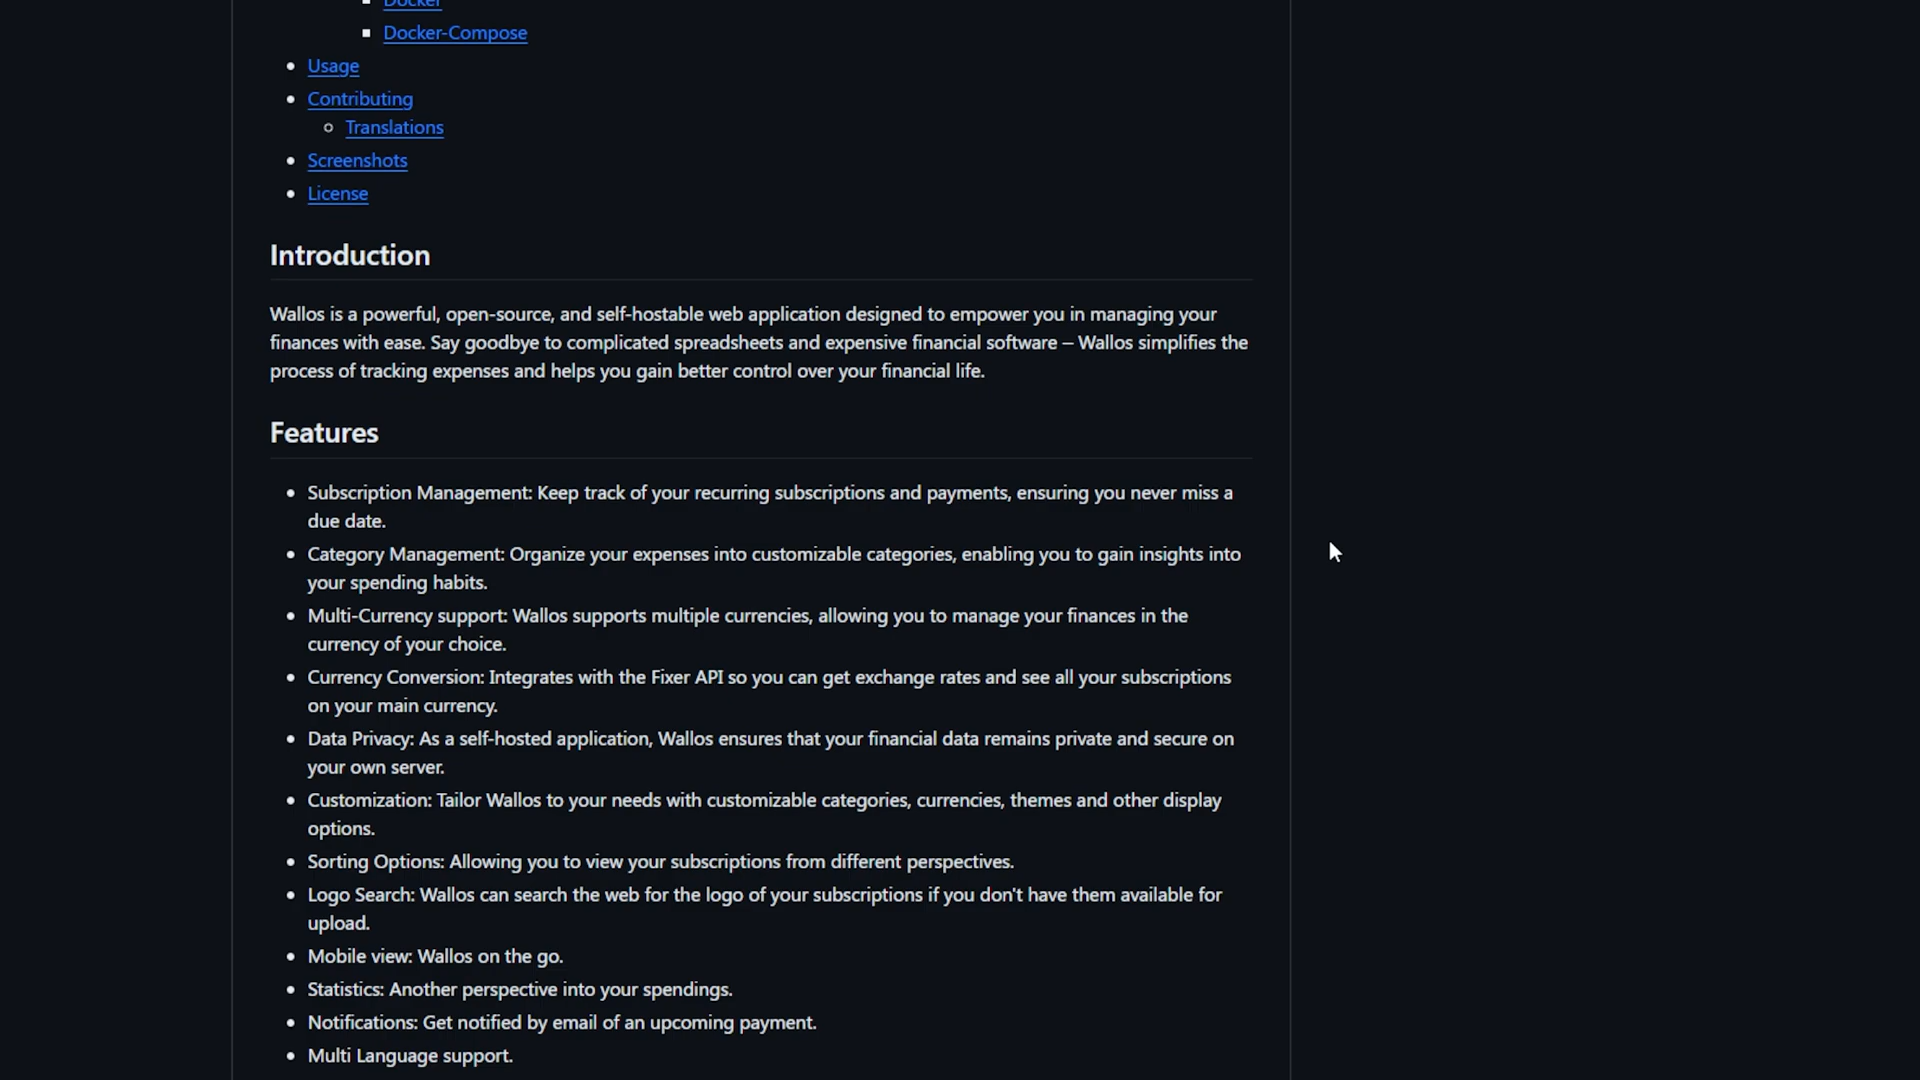 Docker
Docker-Compose
Usage
Contributing
Translations
Screenshots
License
Introduction
Wallos is a powerful, open-source, and self-hostable web application designed to empower you in managing your
finances with ease. Say goodbye to complicated spreadsheets and expensive financial software – Wallos simplifies the
process of tracking expenses and helps you gain better control over your financial life.
Features
Subscription Management: Keep track of your recurring subscriptions and payments, ensuring you never miss a
due date.
Category Management: Organize your expenses into customizable categories, enabling you to gain insights into
your spending habits.
Multi-Currency support: Wallos supports multiple currencies, allowing you to manage your finances in the
currency of your choice.
Currency Conversion: Integrates with the Fixer API so you can get exchange rates and see all your subscriptions
on your main currency.
Data Privacy: As a self-hosted application, Wallos ensures that your financial data remains private and secure on
your own server.
Customization: Tailor Wallos to your needs with customizable categories, currencies, themes and other display
options.
Sorting Options: Allowing you to view your subscriptions from different perspectives.
Logo Search: Wallos can search the web for the logo of your subscriptions if you don't have them available for
upload.
Mobile view: Wallos on the go.
Statistics: Another perspective into your spendings.
Notifications: Get notified by email of an upcoming payment.
Multi Language support.